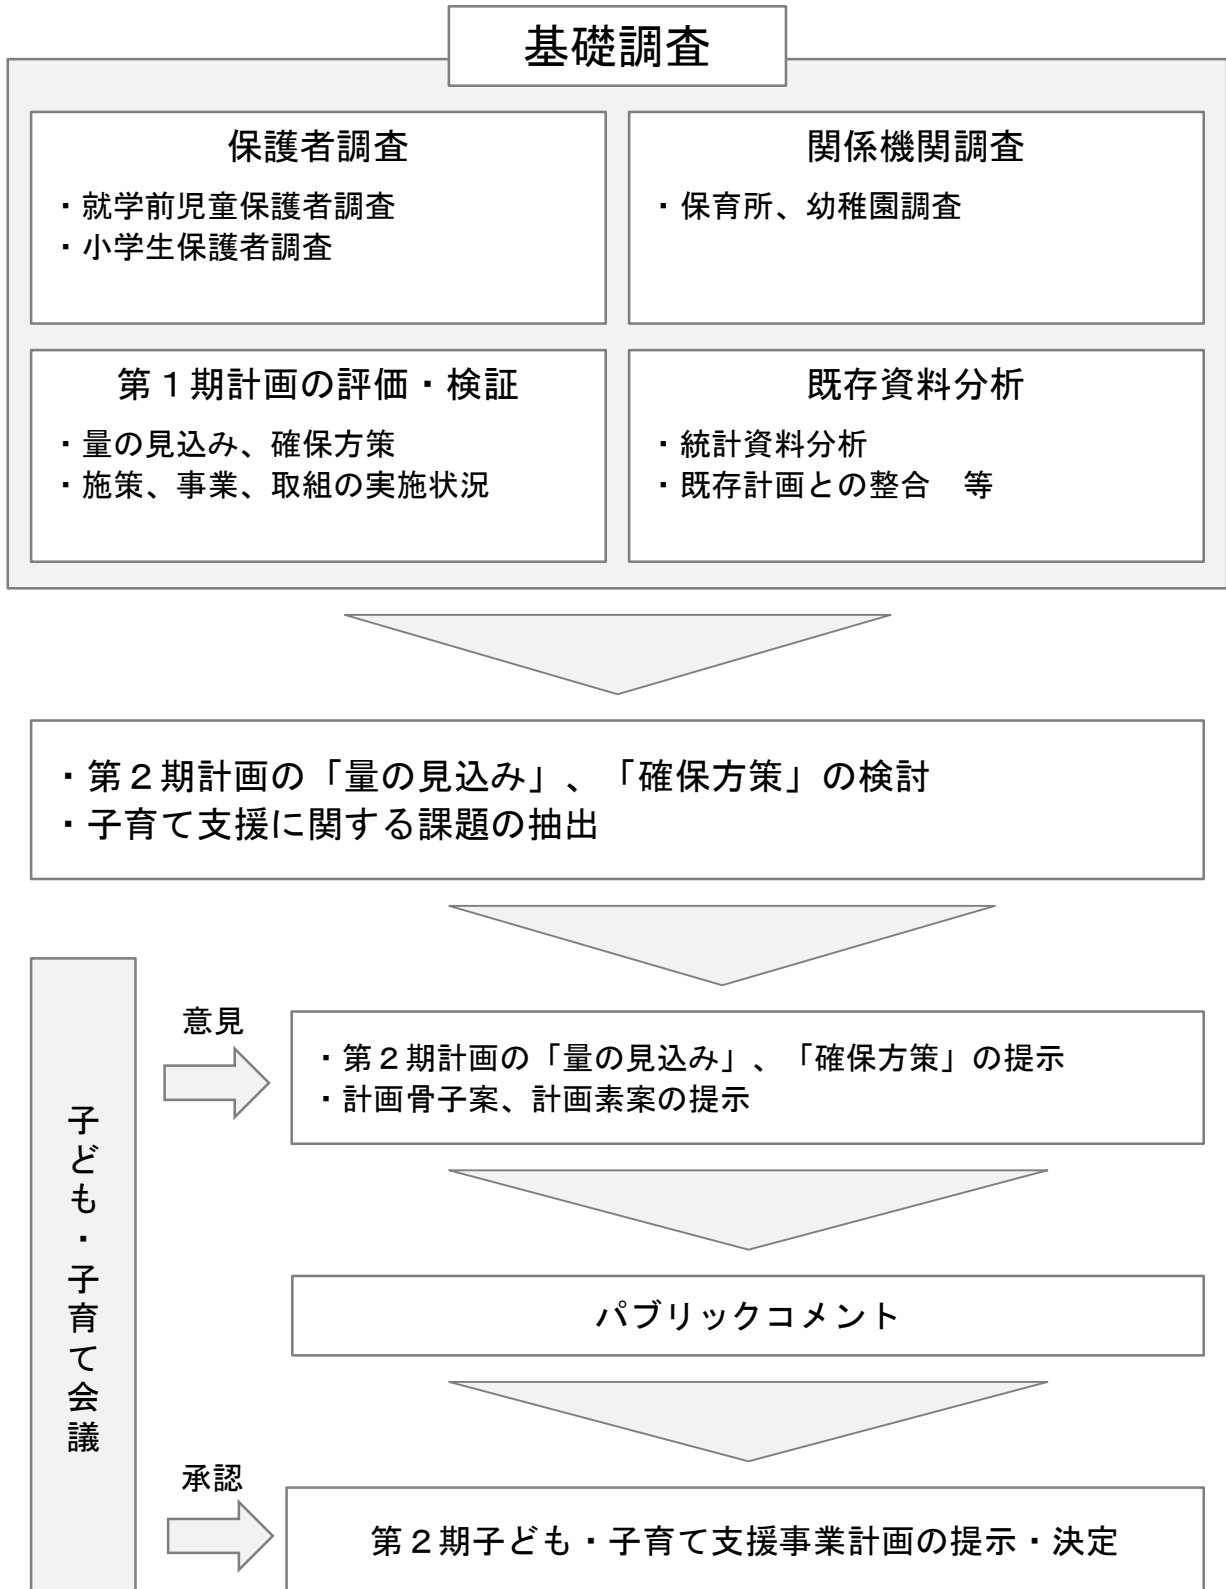 基礎調査
保護者調査
・就学前児童保護者調査
・小学生保護者調査
関係機関調査
・保育所、幼稚園調査
第１期計画の評価・検証
・量の見込み、確保方策
・施策、事業、取組の実施状況
既存資料分析
・統計資料分析
・既存計画との整合　等
・第２期計画の「量の見込み」、「確保方策」の検討
・子育て支援に関する課題の抽出
子ども・子育て会議
意見
・第２期計画の「量の見込み」、「確保方策」の提示
・計画骨子案、計画素案の提示
パブリックコメント
承認
第２期子ども・子育て支援事業計画の提示・決定